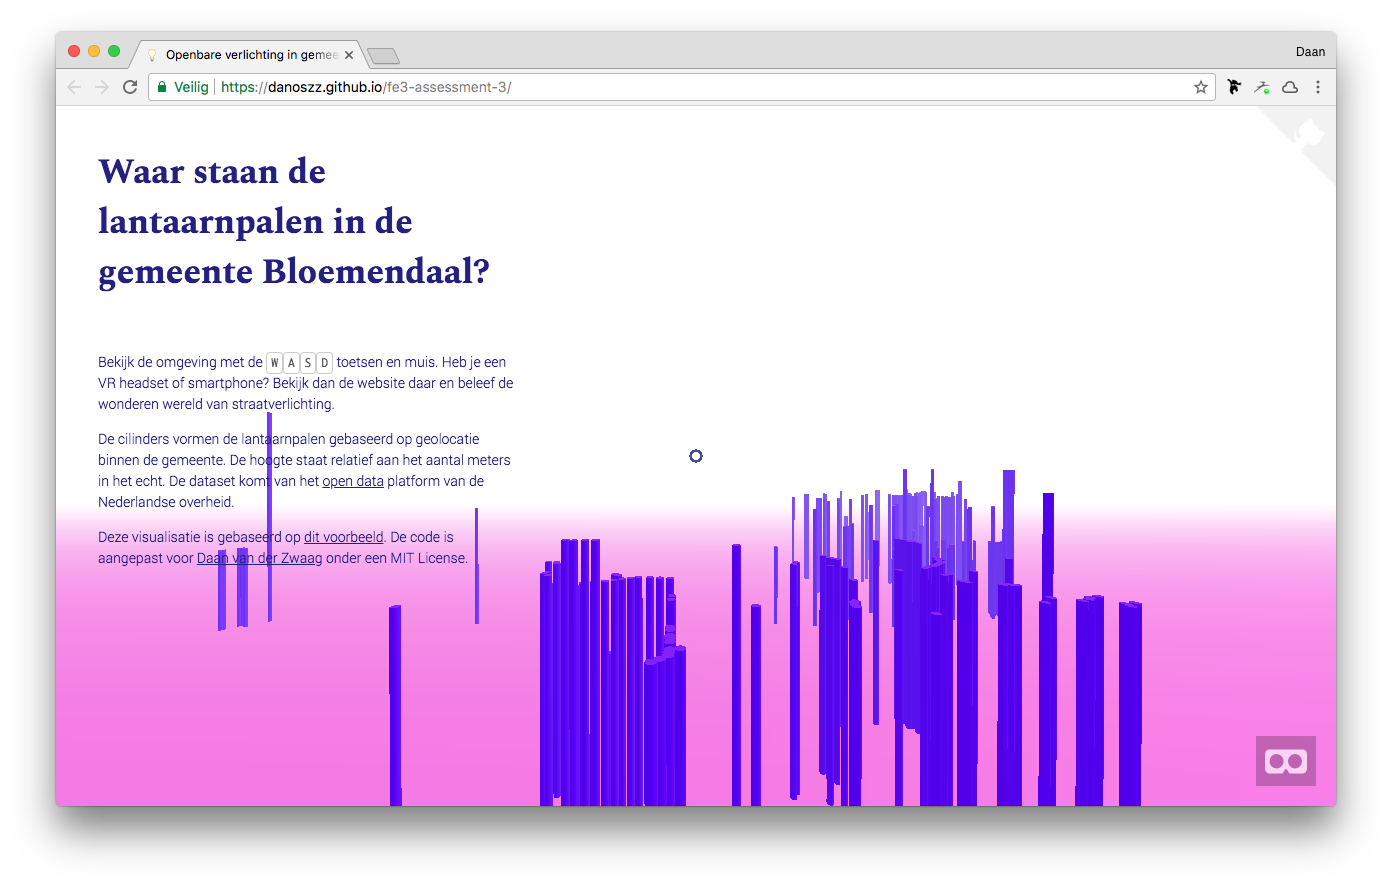 Openbare verlichting in gemee
Daan
Veilig https://danoszz.github.io/fe3-assessment-3/
Waar staan de
lantaarnpalen in de
gemeente Bloemendaal?
Bekijk de omgeving met de W A S D toetsen en muis. Heb je een
VR headset of smartphone? Bekijk dan de website daar en beleef de
wonderen wereld van straatverlichting.
De cilinders vormen de lantaarnpalen gebaseerd op geolocatie
binnen de gemeente. De hoogte staat relatief aan het aantal meters
in het echt. De dataset komt van het open data platform van de
Nederlandse overheid.
Deze visualisatie is gebaseerd op dit voorbeeld. De code is
aangepast voor Daan van der Zwaag onder een MIT License.